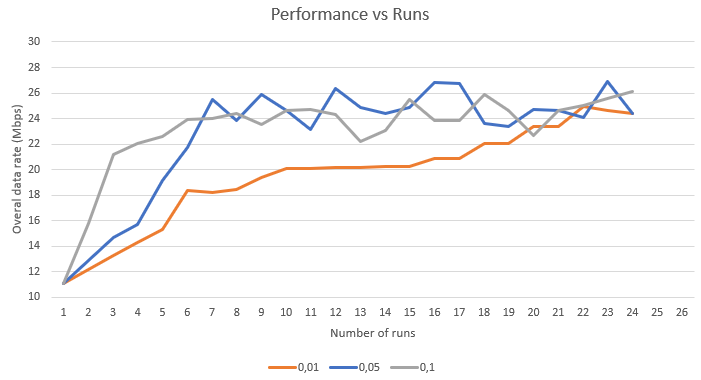 Performance vs Runs
30
28
26
24
22
20
18
16
14
12
10
Overal data rate (Mbps)
1 2 3 4 5 6 7 8 9 10 11 12 13 14 15 16 17 18 19 20 21 22 23 24 25 26
Number of runs
0,01 0,05 0,1